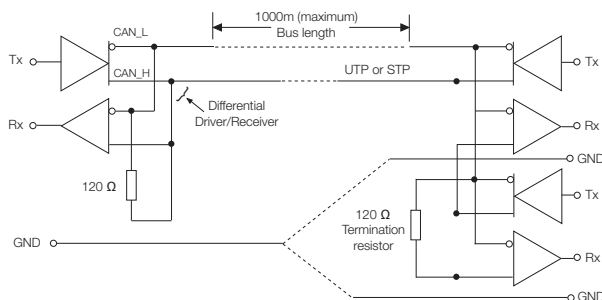 1000m (maximum)
Bus length
CAN_L
Tx
CAN_H
UTP or STP
Tx
Differential
Driver/Receiver
Rx
Rx
GND
120 Ω
Tx
120 Ω
Termination
resistor
GND
Rx
GND